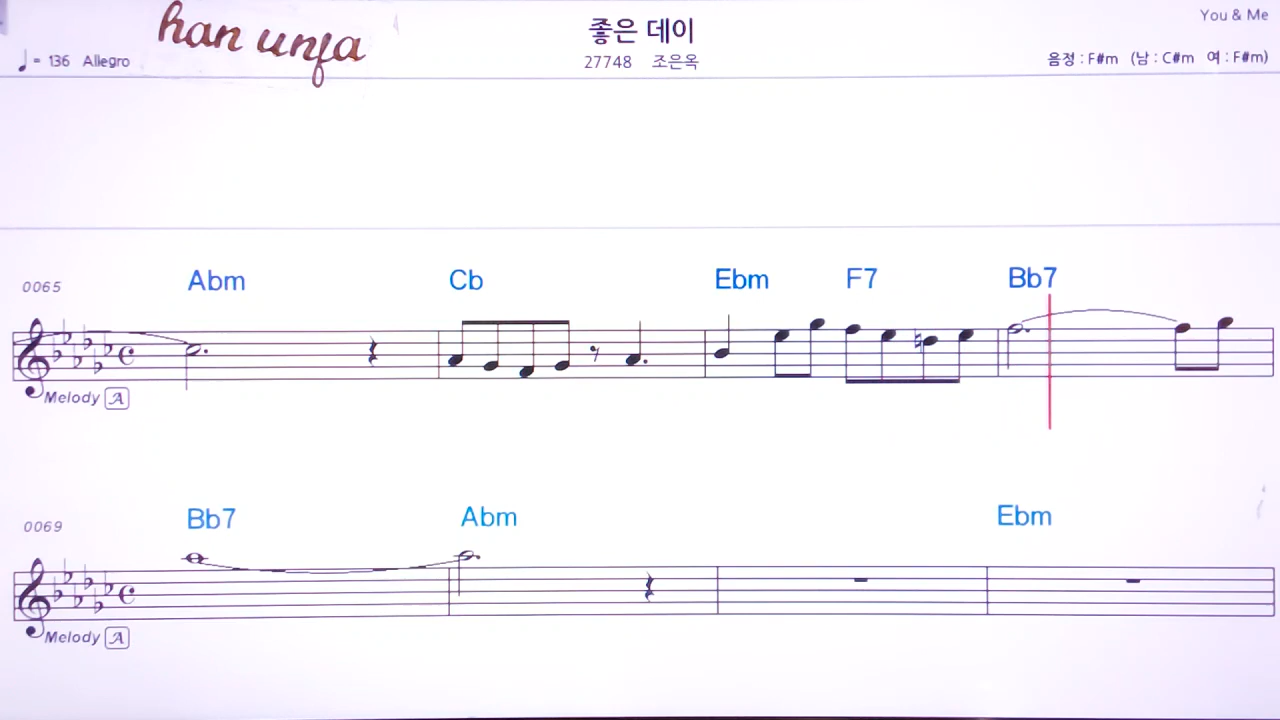 You & Me
han unfa
좋은 데이
♩= 136 Allegro
27748 조은옥
음정 : F#m (남 : C#m 여 : F#m)
0065
Abm Cb Ebm F7 Bb7
Melody A
0069
Bb7 Abm Ebm
Melody A